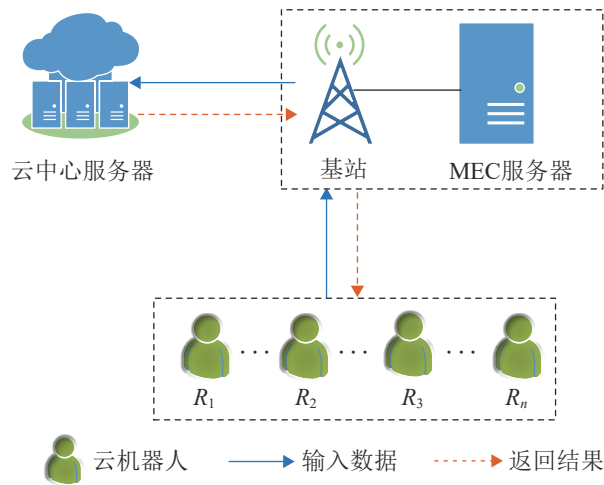 云中心服务器
基站
MEC服务器
··· ··· ···
R1 R2 R3 Rn
云机器人 输入数据 返回结果